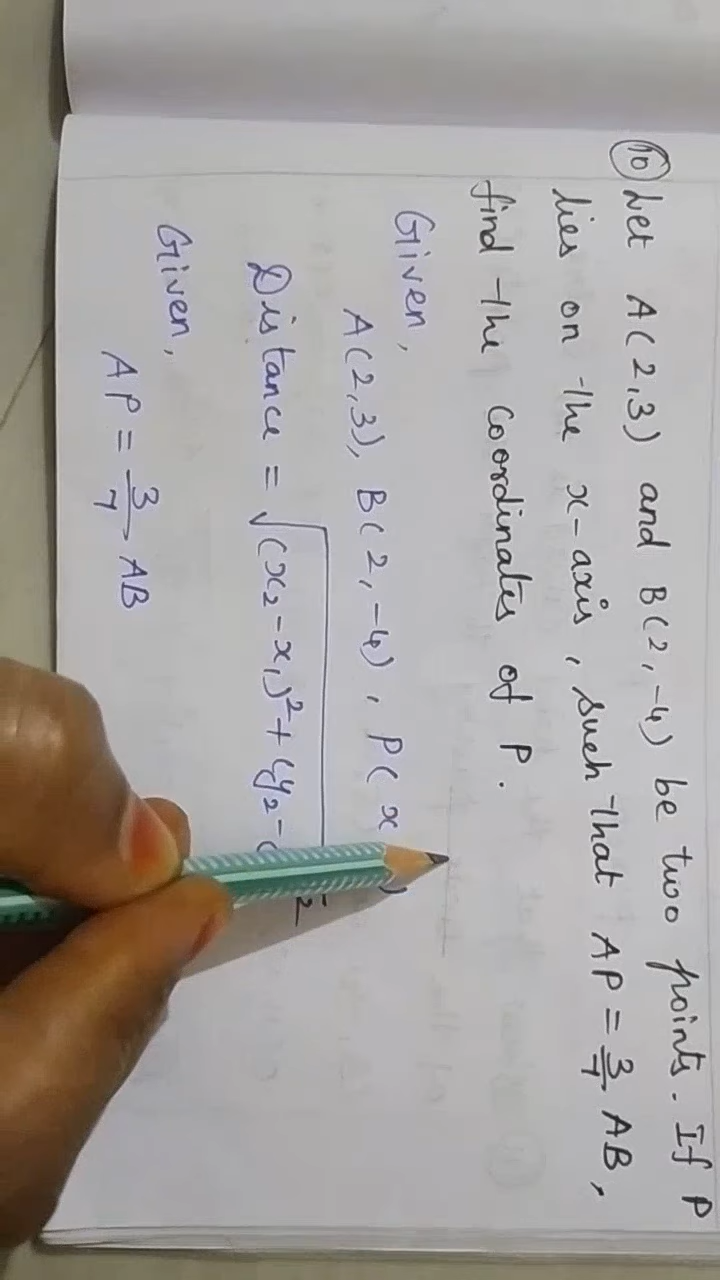 ⑩ Let A(2,3) and B(2,-4) be two points. If P
lies on the x-axis, such that AP = 3/7 AB,
find the coordinates of P.
Given,
A(2,3), B(2,-4), P(x
Distance = √(x₂-x₁)²+(y₂-
Given,
AP = 3/7 AB